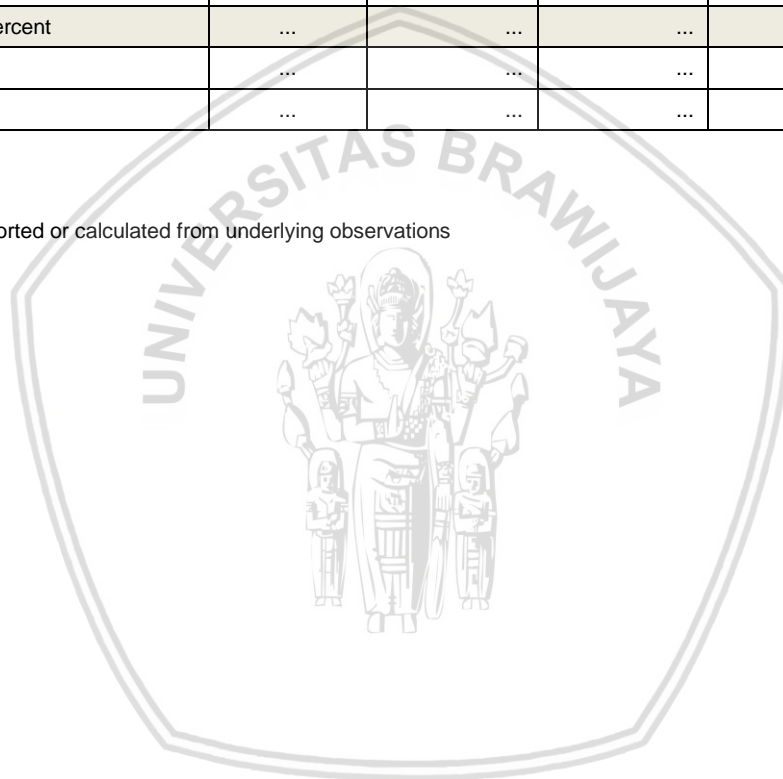 ercent ... ... ...
... ... ...
... ... ...
orted or calculated from underlying observations
UNIVERSITAS BRAWIJAYA